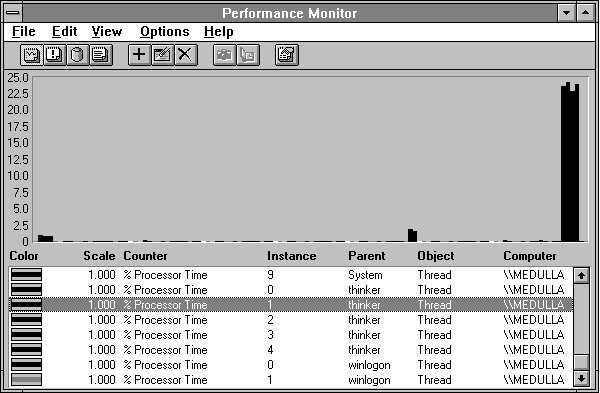 Performance Monitor
File Edit View Options Help
25.0
22.5
20.0
17.5
15.0
12.5
10.0
7.5
5.0
2.5
0
Color Scale Counter Instance Parent Object Computer
1.000 % Processor Time 9 System Thread \\MEDULLA
1.000 % Processor Time 0 thinker Thread \\MEDULLA
1.000 % Processor Time 1 thinker Thread \\MEDULLA
1.000 % Processor Time 2 thinker Thread \\MEDULLA
1.000 % Processor Time 3 thinker Thread \\MEDULLA
1.000 % Processor Time 4 thinker Thread \\MEDULLA
1.000 % Processor Time 0 winlogon Thread \\MEDULLA
1.000 % Processor Time 1 winlogon Thread \\MEDULLA